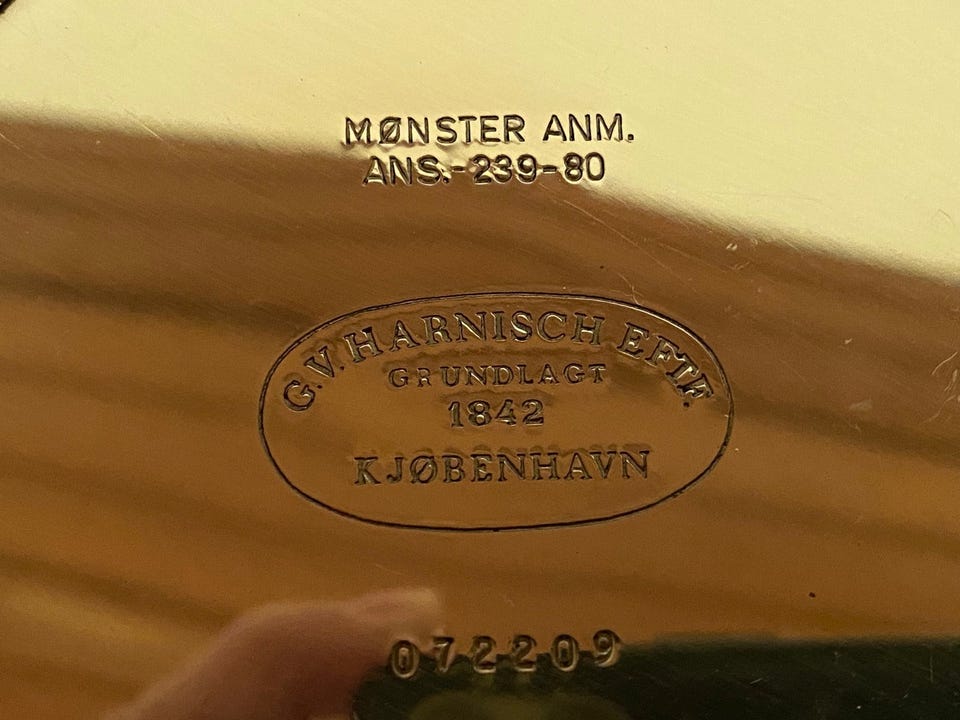 MØNSTER ANM.
ANS.-239-80
G.V. HARNISCH EFTF.
GRUNDLAGT
1842
KJØBENHAVN
072209